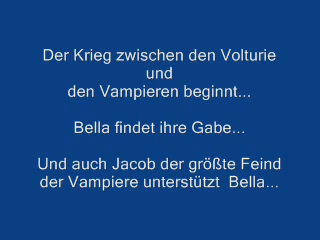 Der Krieg zwischen den Volturie
und
den Vampieren beginnt...
Bella findet ihre Gabe...
Und auch Jacob der größte Feind
der Vampiere unterstützt Bella...